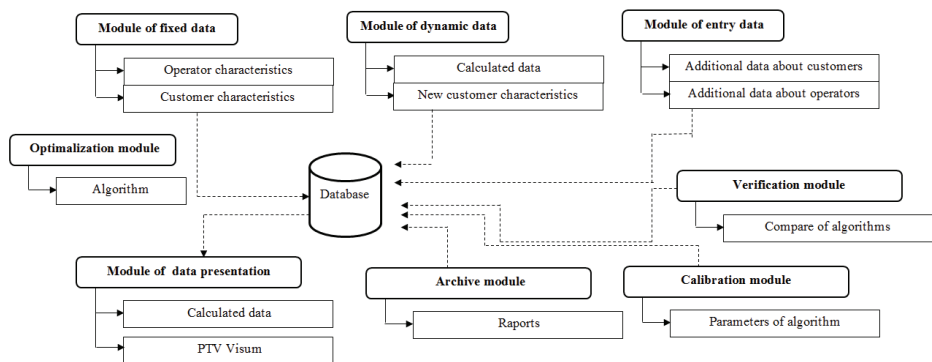 Module of fixed data
Operator characteristics
Customer characteristics
Module of dynamic data
Calculated data
New customer characteristics
Module of entry data
Additional data about customers
Additional data about operators
Optimalization module
Algorithm
Database
Verification module
Compare of algorithms
Module of data presentation
Calculated data
PTV Visum
Archive module
Raports
Calibration module
Parameters of algorithm